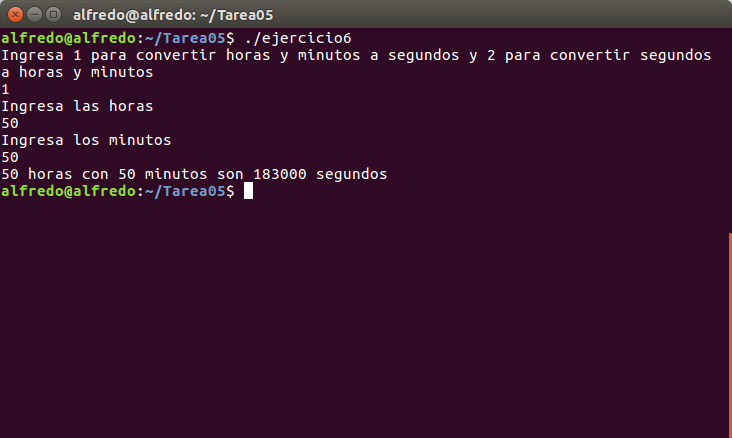 alfredo@alfredo: ~/Tarea05
alfredo@alfredo:~/Tarea05$ ./ejercicio6
Ingresa 1 para convertir horas y minutos a segundos y 2 para convertir segundos
a horas y minutos
1
Ingresa las horas
50
Ingresa los minutos
50
50 horas con 50 minutos son 183000 segundos
alfredo@alfredo:~/Tarea05$